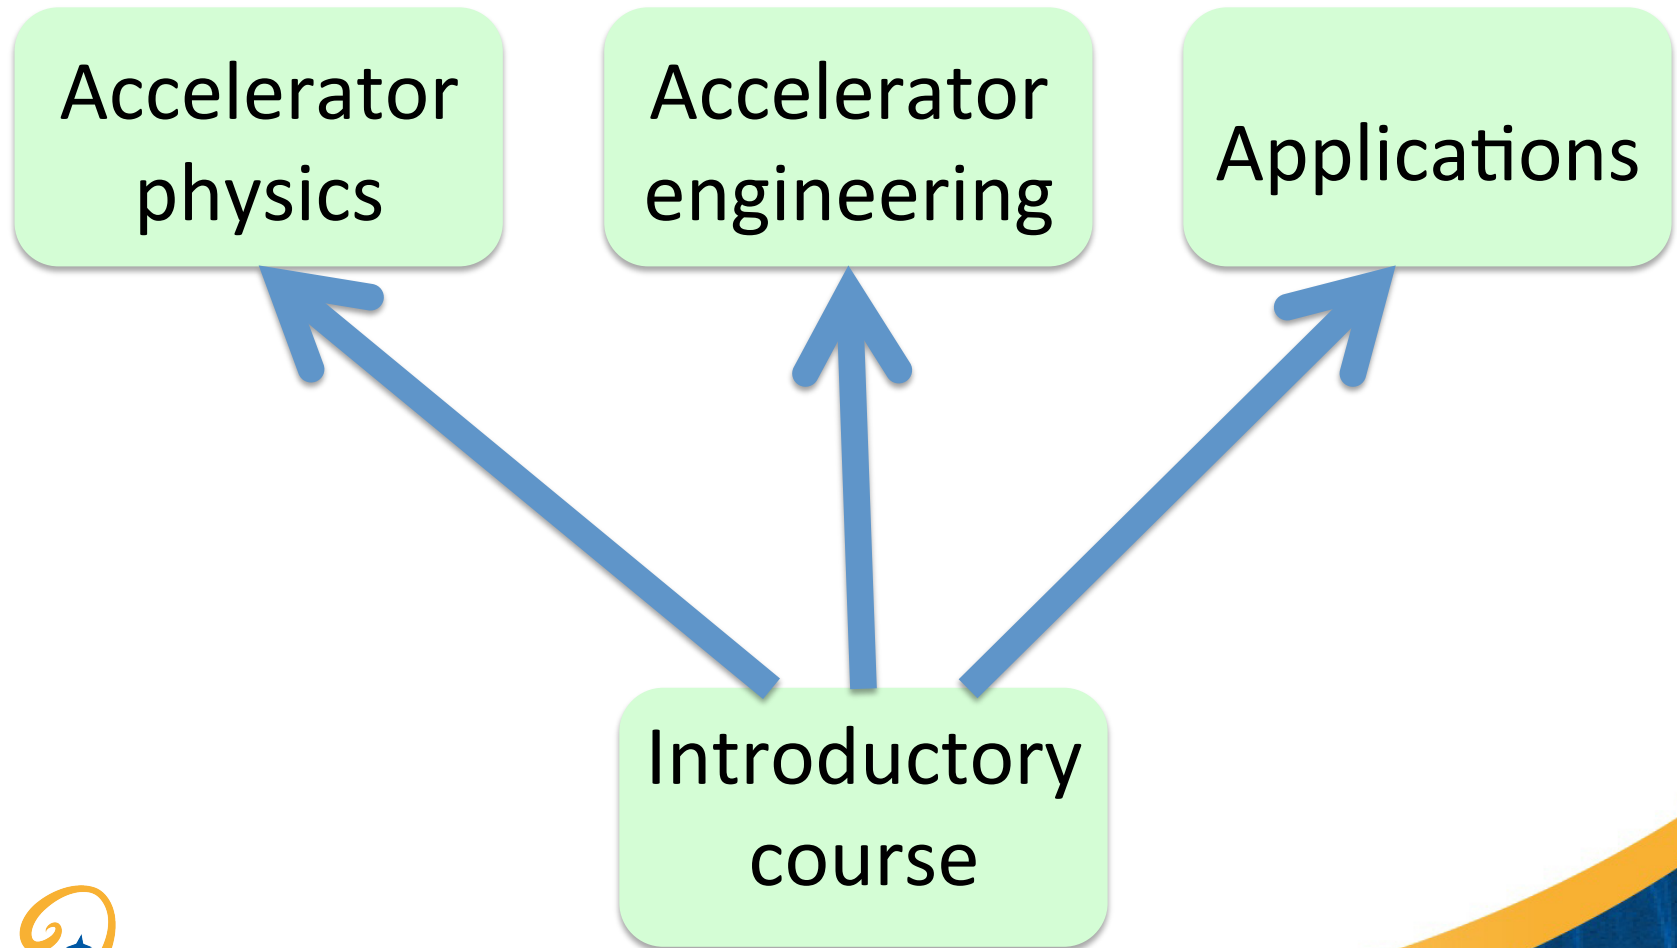 Accelerator
physics
Accelerator
engineering
Applications
Introductory
course